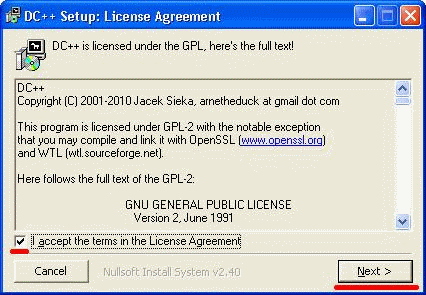 DC++ Setup: License Agreement
DC++ is licensed under the GPL, here's the full text!
DC++
Copyright (C) 2001-2010 Jacek Sieka, arnetheduck at gmail dot com
This program is licensed under GPL-2 with the notable exception
that you may compile and link it with OpenSSL (www.openssl.org)
and WTL (wtl.sourceforge.net).
Here follows the full text of the GPL-2:
GNU GENERAL PUBLIC LICENSE
Version 2, June 1991
I accept the terms in the License Agreement
Cancel
Nullsoft Install System v2.40
Next >